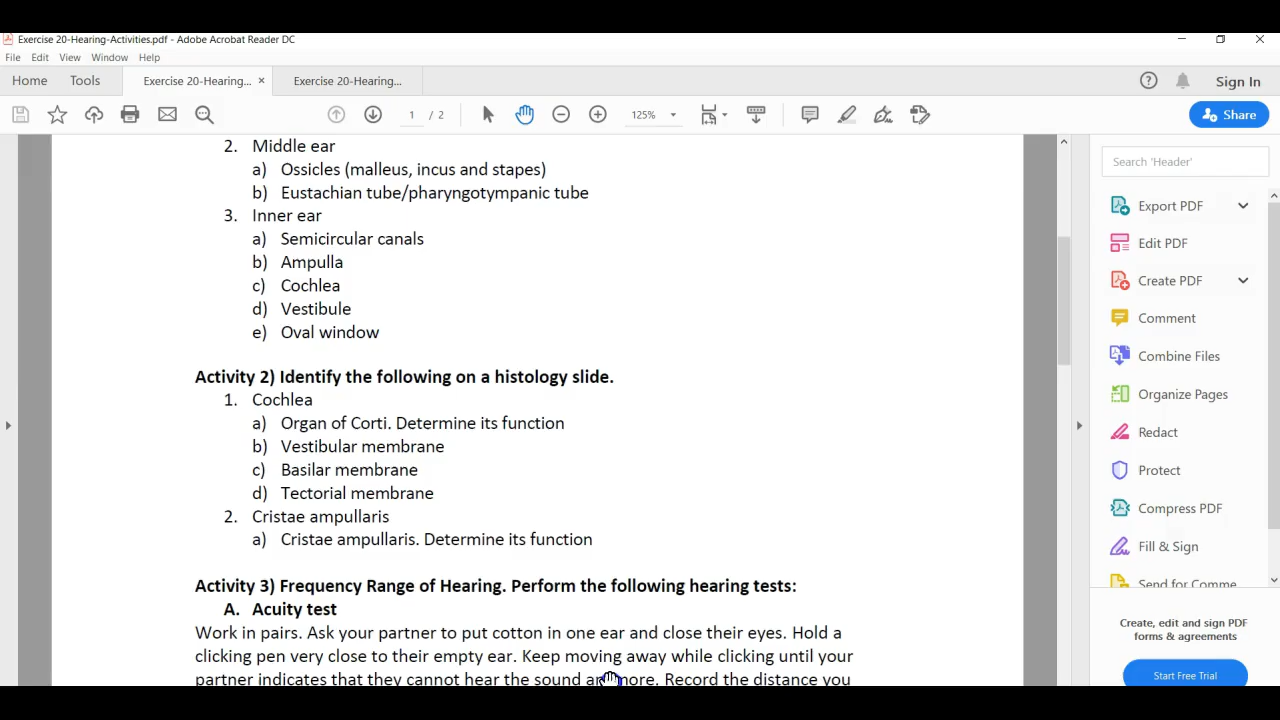 Exercise 20-Hearing-Activities.pdf - Adobe Acrobat Reader DC
File Edit View Window Help
Home Tools Exercise 20-Hearing... × Exercise 20-Hearing... Sign In
1 / 2 125% Share
2. Middle ear
a) Ossicles (malleus, incus and stapes)
b) Eustachian tube/pharyngotympanic tube
3. Inner ear
a) Semicircular canals
b) Ampulla
c) Cochlea
d) Vestibule
e) Oval window
Activity 2) Identify the following on a histology slide.
1. Cochlea
a) Organ of Corti. Determine its function
b) Vestibular membrane
c) Basilar membrane
d) Tectorial membrane
2. Cristae ampullaris
a) Cristae ampullaris. Determine its function
Activity 3) Frequency Range of Hearing. Perform the following hearing tests:
A. Acuity test
Work in pairs. Ask your partner to put cotton in one ear and close their eyes. Hold a
clicking pen very close to their empty ear. Keep moving away while clicking until your
partner indicates that they cannot hear the sound more. Record the distance you
Search 'Header'
Export PDF
Edit PDF
Create PDF
Comment
Combine Files
Organize Pages
Redact
Protect
Compress PDF
Fill & Sign
Send for Comme
Create, edit and sign PDF
forms & agreements
Start Free Trial